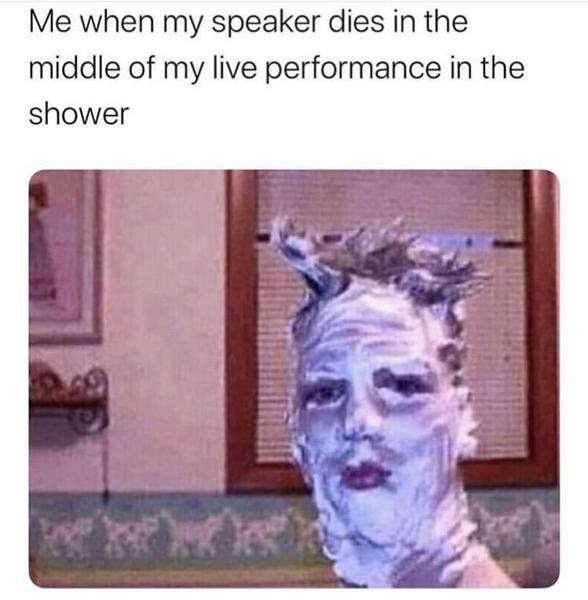 Me when my speaker dies in the
middle of my live performance in the
shower